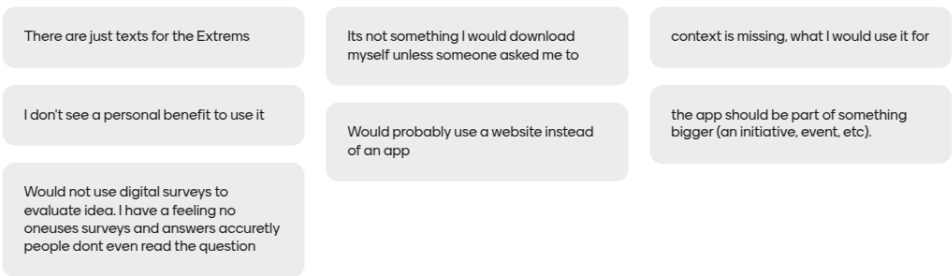 There are just texts for the Extrems
I don't see a personal benefit to use it
Would not use digital surveys to
evaluate idea. I have a feeling no
oneuses surveys and answers accuretly
people dont even read the question
Its not something I would download
myself unless someone asked me to
Would probably use a website instead
of an app
context is missing, what I would use it for
the app should be part of something
bigger (an initiative, event, etc).